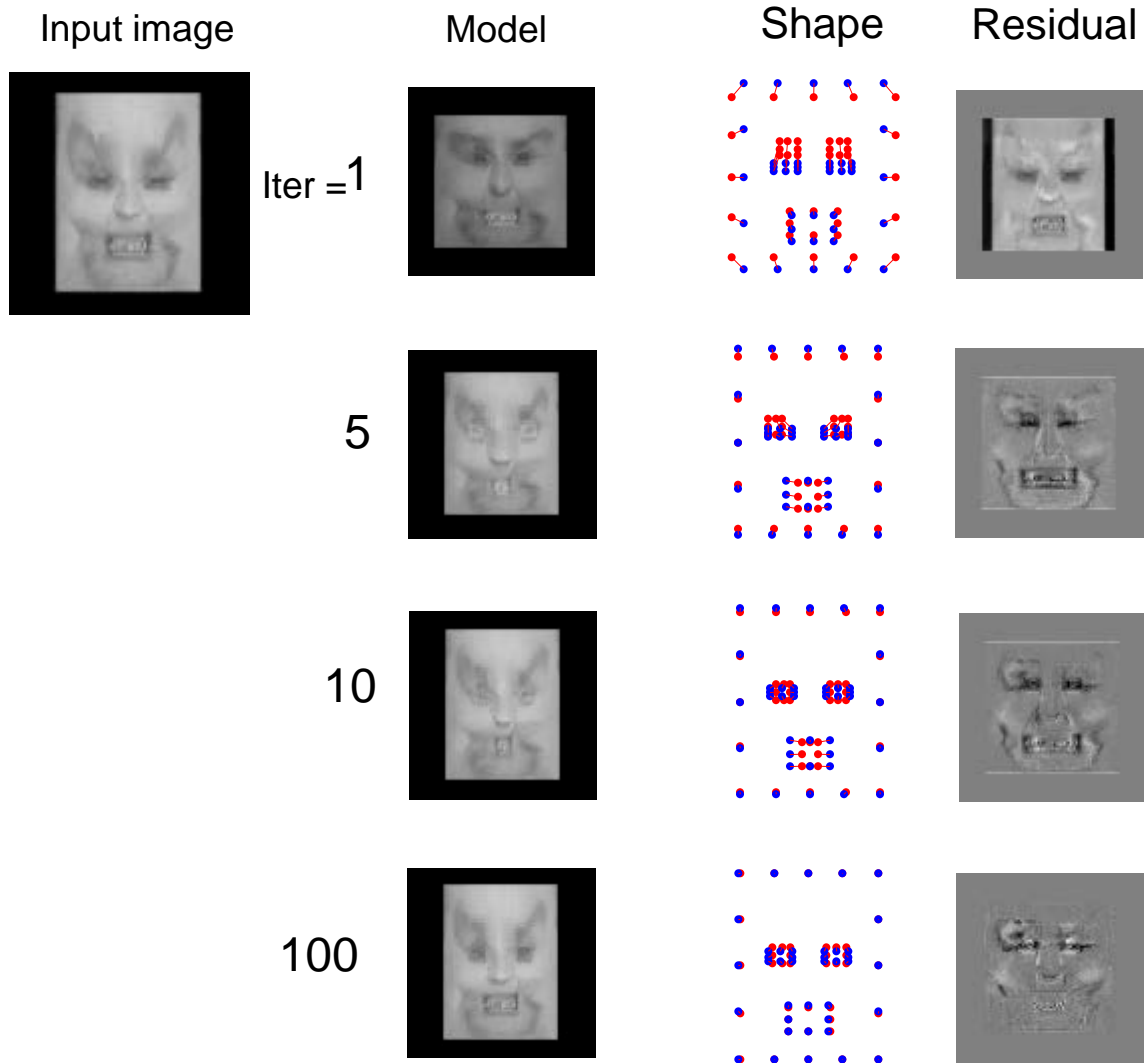 Input image
Model
Shape
Residual
Iter = 1
5
10
100